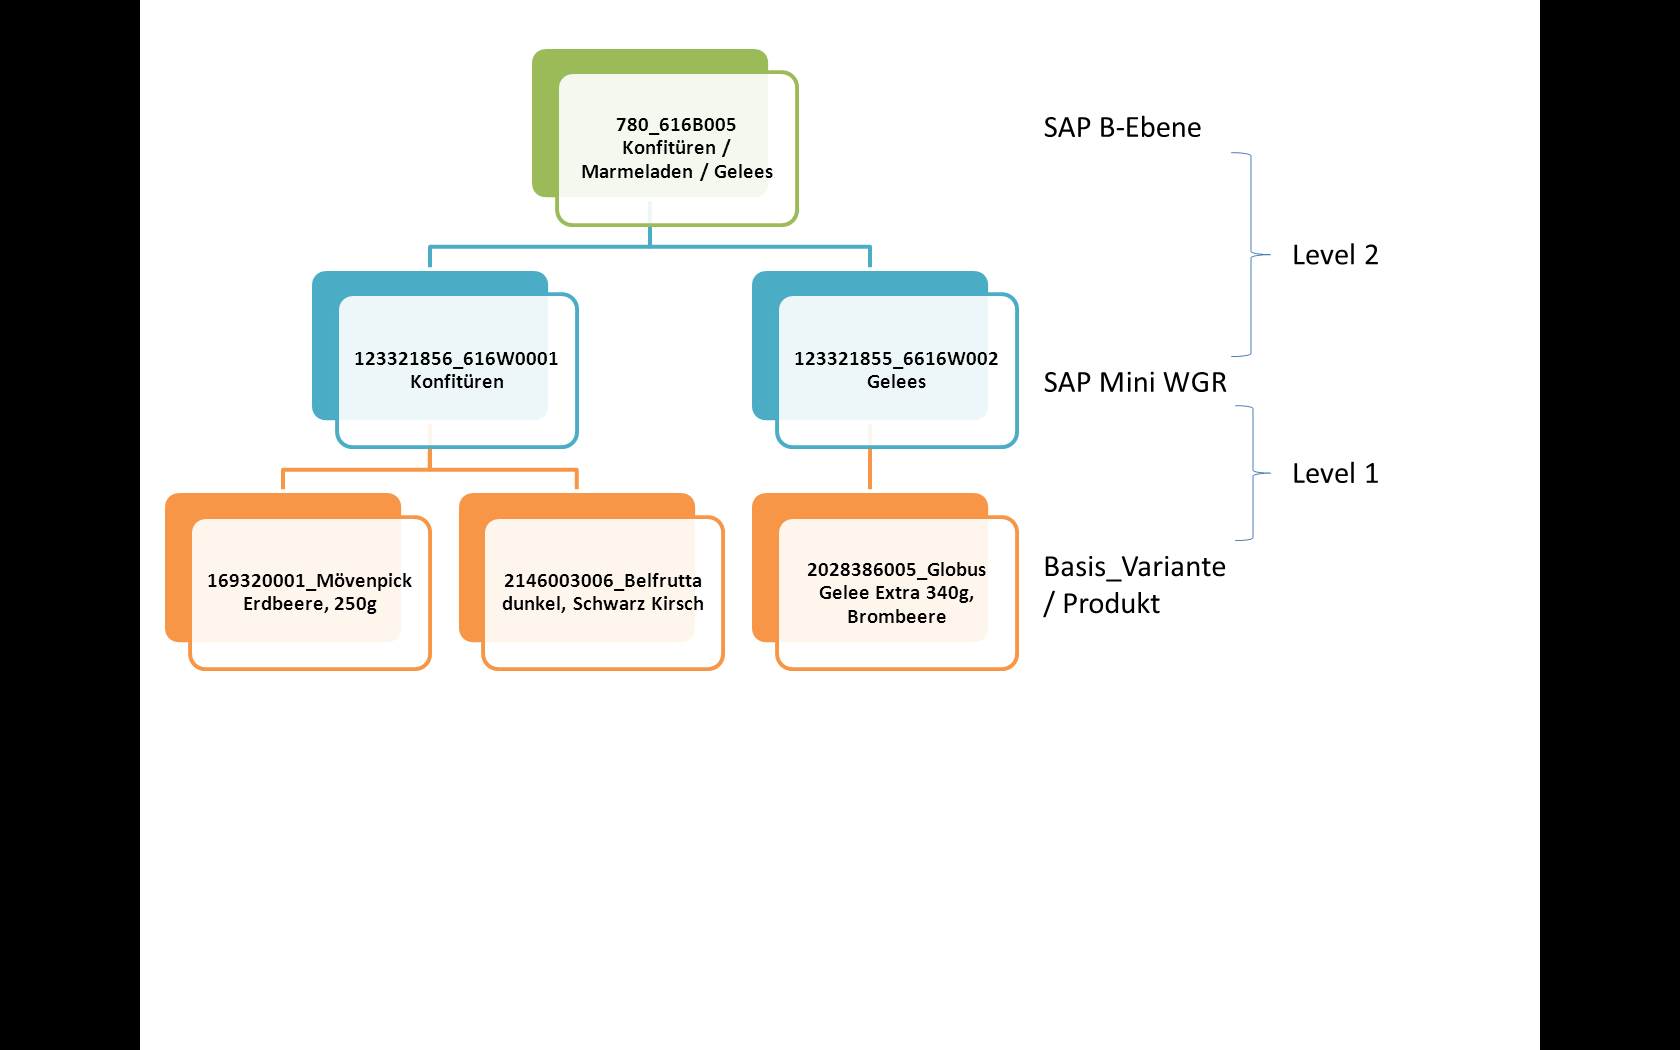 780_616B005
Konfitüren /
Marmeladen / Gelees
SAP B-Ebene
Level 2
123321856_616W0001
Konfitüren
123321855_6616W002
Gelees
SAP Mini WGR
Level 1
169320001_Mövenpick
Erdbeere, 250g
2146003006_Belfrutta
dunkel, Schwarz Kirsch
2028386005_Globus
Gelee Extra 340g,
Brombeere
Basis_Variante
/ Produkt